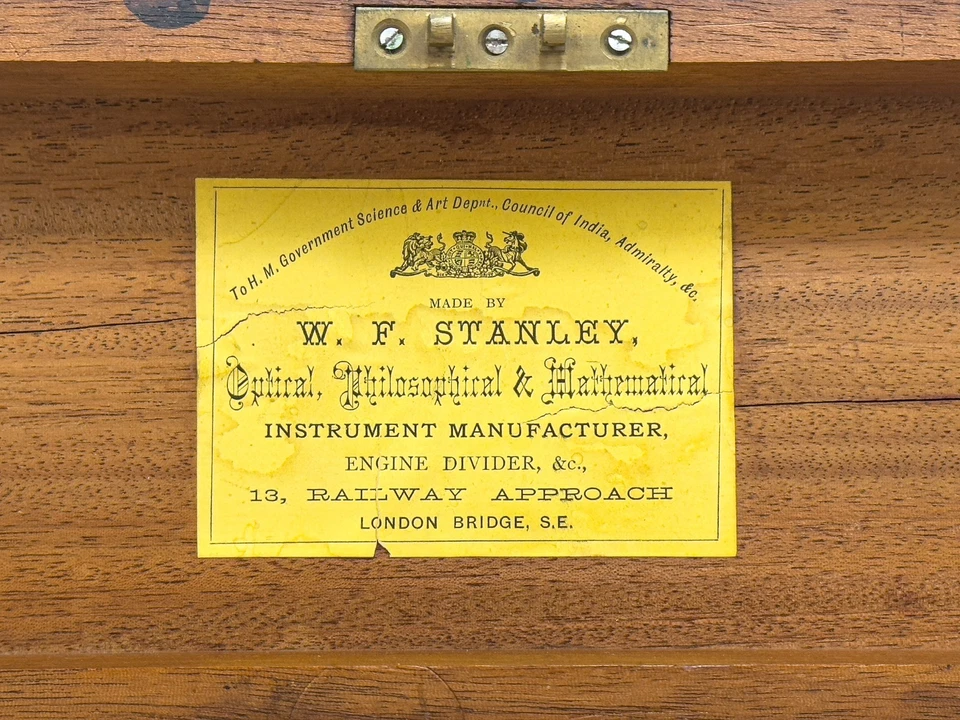 To H. M. Government Science & Art Depnt., Council of India, Admiralty, &c.
MADE BY
W. F. STANLEY,
Optical, Philosophical & Mathematical
INSTRUMENT MANUFACTURER,
ENGINE DIVIDER, &c.,
13, RAILWAY APPROACH
LONDON BRIDGE, S.E.